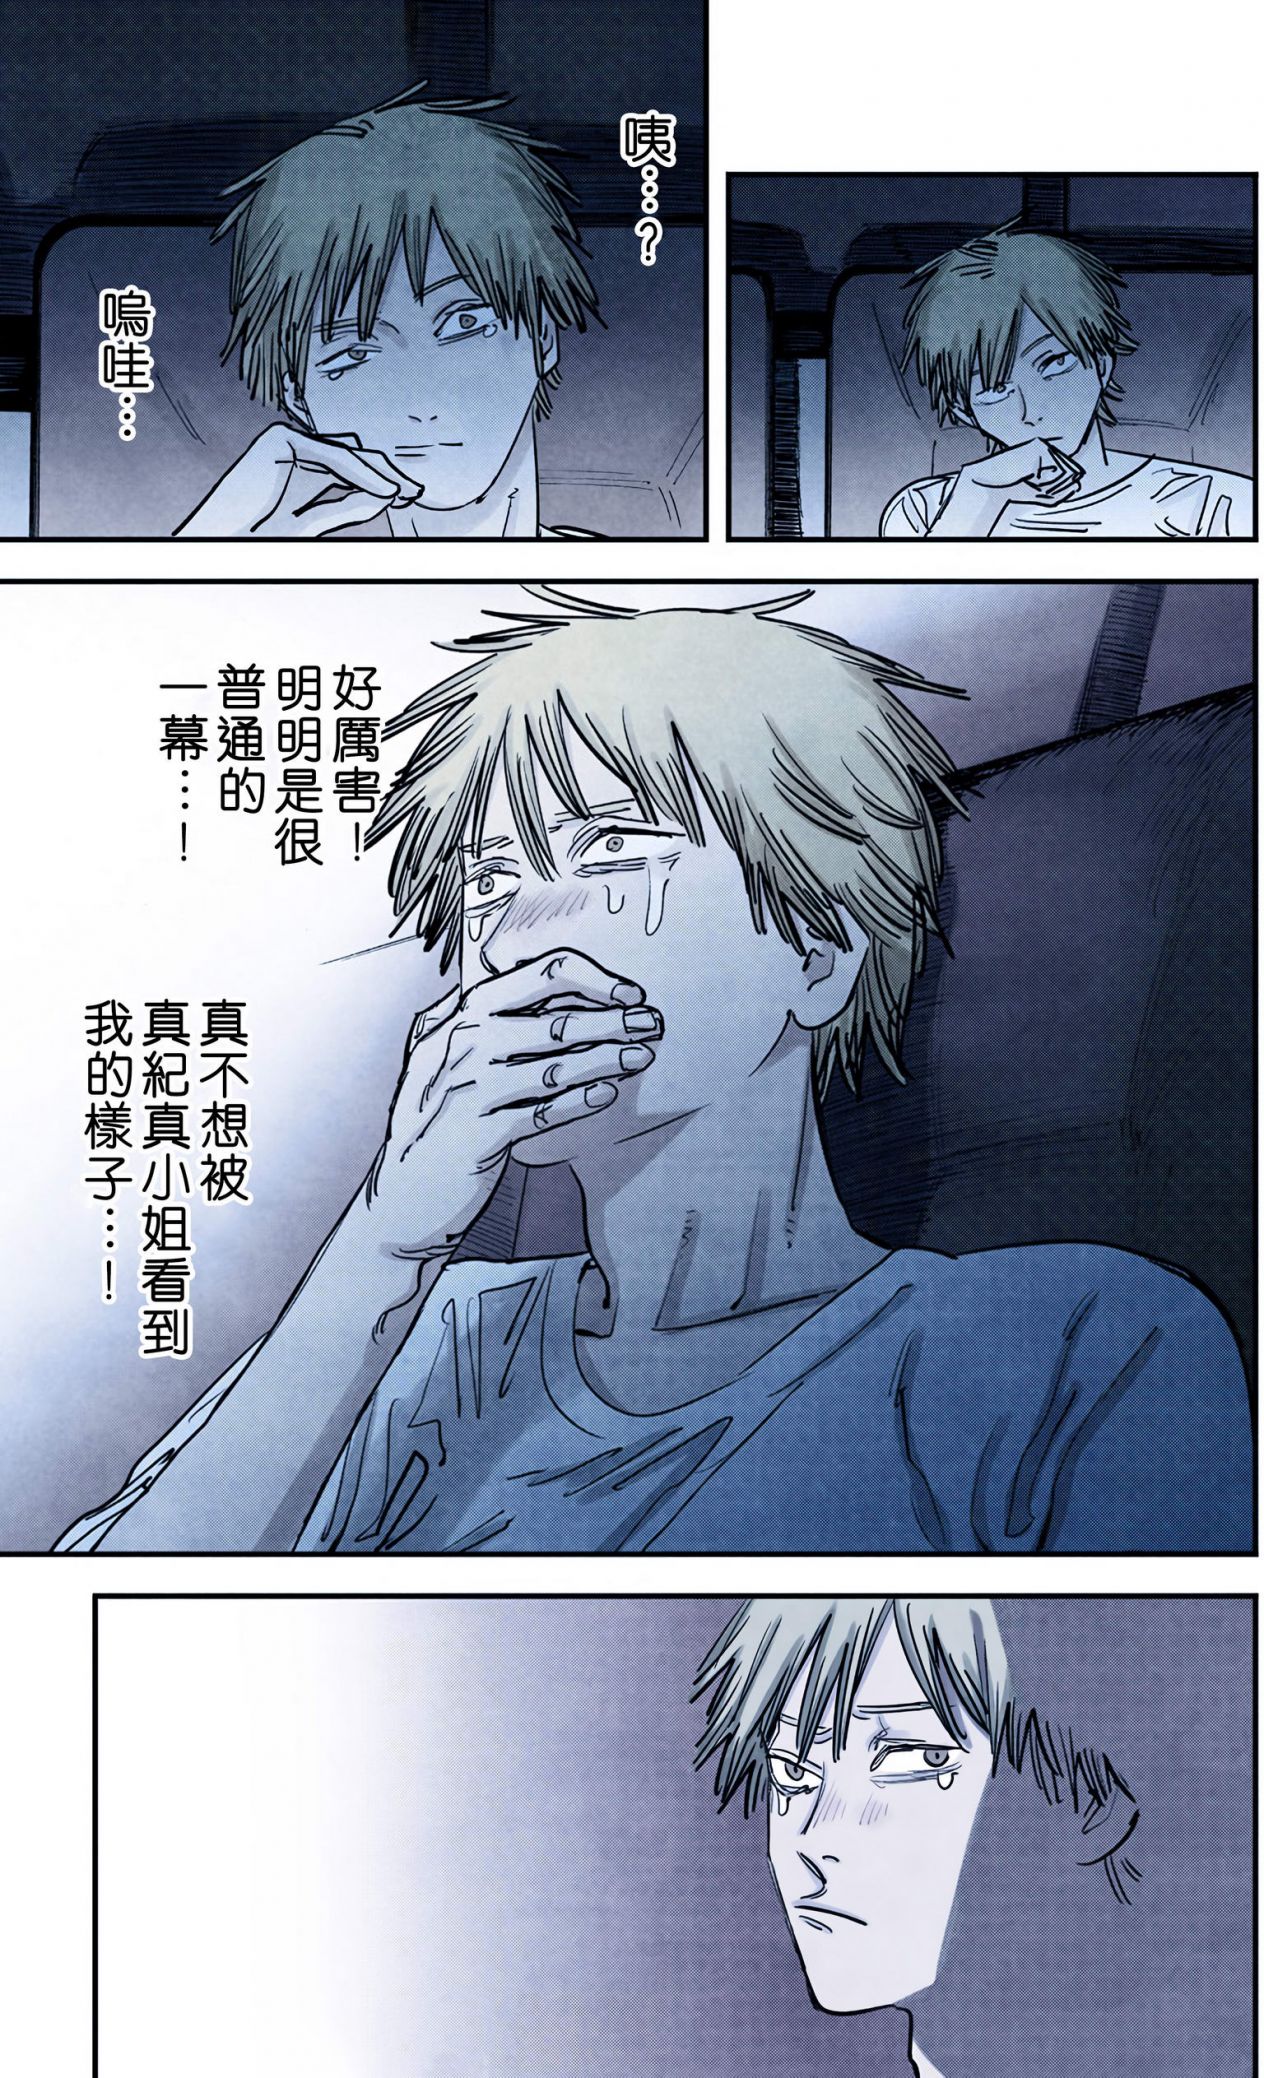 咦…？
嗚哇…
好厲害！
明明是很
普通的
一幕…！
真不想被
真紀真小姐看到
我的樣子…！